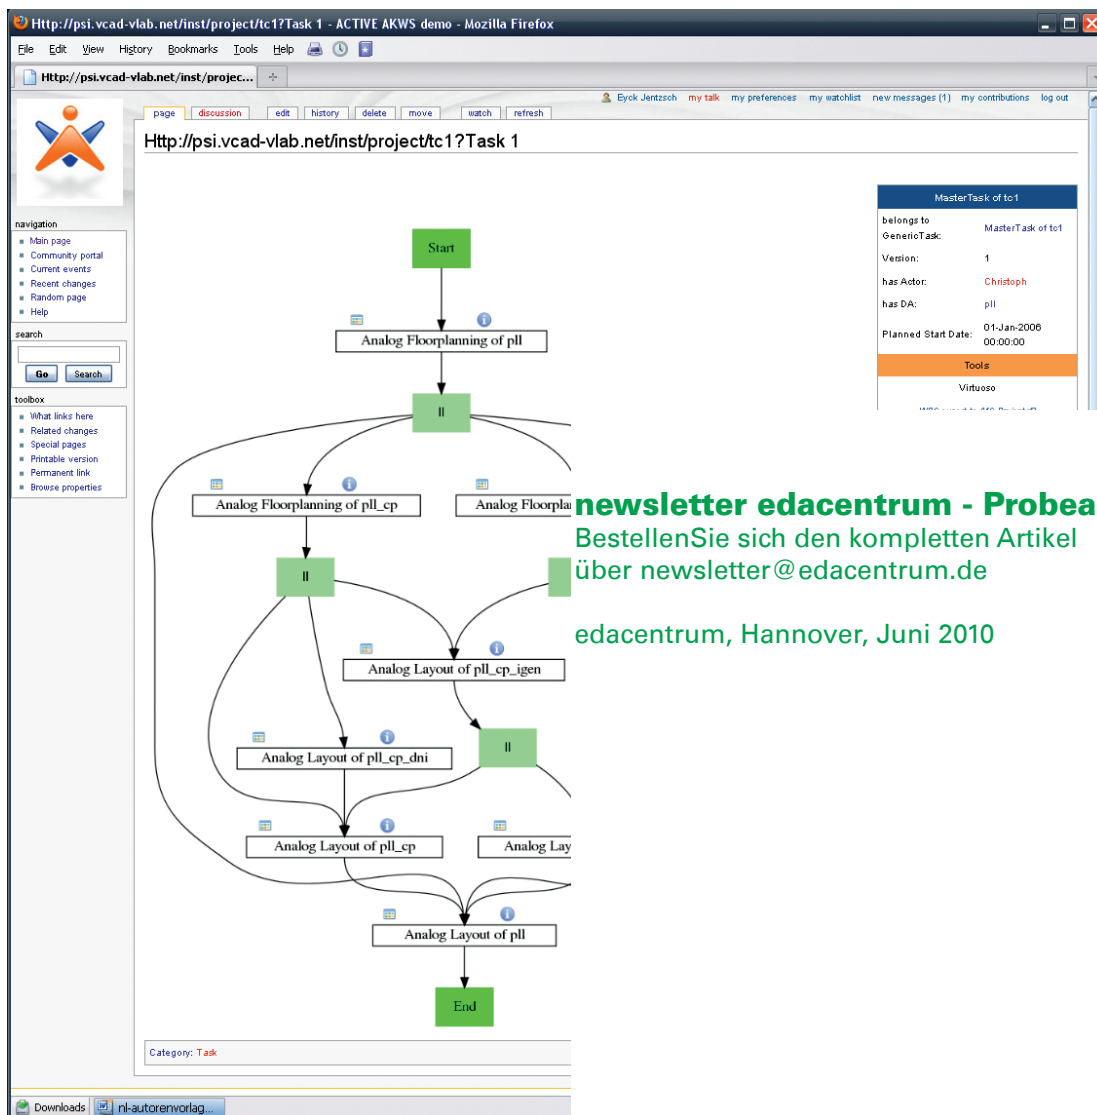 Http://psi.vcad-vlab.net/inst/project/tc1?Task 1 - ACTIVE AKWS demo - Mozilla Firefox
File Edit View History Bookmarks Tools Help
Http://psi.vcad-vlab.net/inst/projec...
Eyck Jentzsch my talk my preferences my watchlist new messages (1) my contributions log out
page discussion edit history delete move watch refresh
Http://psi.vcad-vlab.net/inst/project/tc1?Task 1
navigation
Main page
Community portal
Current events
Recent changes
Random page
Help
search
Go Search
toolbox
What links here
Related changes
Special pages
Printable version
Permanent link
Browse properties
MasterTask of tc1
belongs to
GenericTask: MasterTask of tc1
Version: 1
has Actor: Christoph
has DA: pll
Planned Start Date: 01-Jan-2006
00:00:00
Tools
Virtuoso
Start
Analog Floorplanning of pll
||
Analog Floorplanning of pll_cp
Analog Floorpla
||
Analog Layout of pll_cp_igen
||
Analog Layout of pll_cp_dni
Analog Layout of pll_cp
Analog Lay
Analog Layout of pll
End
newsletter edacentrum - Probea
BestellenSie sich den kompletten Artikel
über newsletter@edacentrum.de
edacentrum, Hannover, Juni 2010
Category: Task
Downloads nl-autorenvorlag...